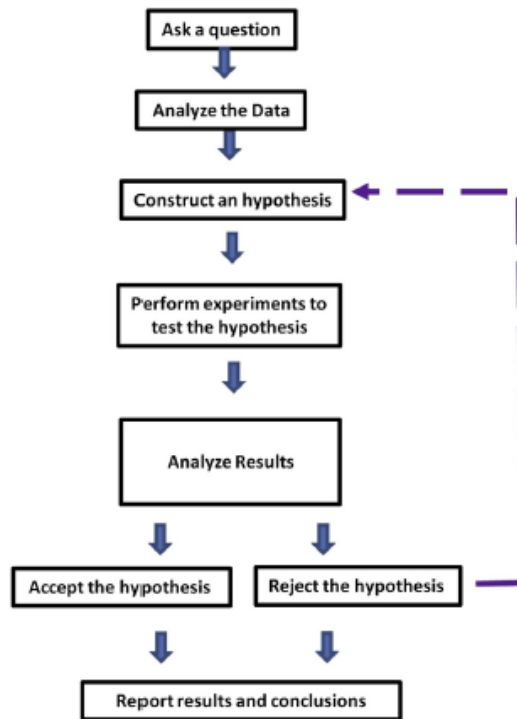 Ask a question
Analyze the Data
Construct an hypothesis
Perform experiments to
test the hypothesis
Analyze Results
Accept the hypothesis
Reject the hypothesis
Report results and conclusions